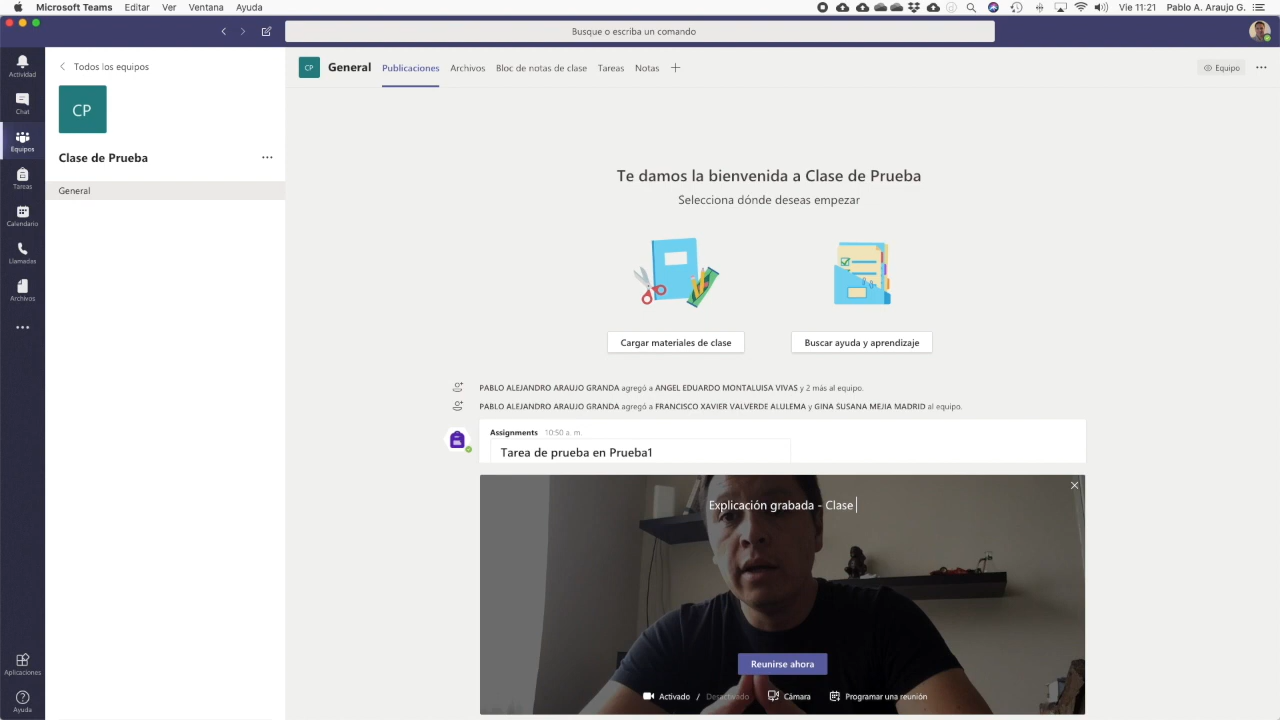 Microsoft Teams Editar Ver Ventana Ayuda
Vie 11:21 Pablo A. Araujo G.
Busque o escriba un comando
Actividad
Chat
Equipos
Tareas
Calendario
Llamadas
Archivos
Aplicaciones
Ayuda
Todos los equipos
CP
Clase de Prueba
General
CP General Publicaciones Archivos Bloc de notas de clase Tareas Notas
Equipo
Te damos la bienvenida a Clase de Prueba
Selecciona dónde deseas empezar
Cargar materiales de clase
Buscar ayuda y aprendizaje
PABLO ALEJANDRO ARAUJO GRANDA agregó a ANGEL EDUARDO MONTALUISA VIVAS y 2 más al equipo.
PABLO ALEJANDRO ARAUJO GRANDA agregó a FRANCISCO XAVIER VALVERDE ALULEMA y GINA SUSANA MEJIA MADRID al equipo.
Assignments 10:50 a. m.
Tarea de prueba en Prueba1
Explicación grabada - Clase
Reunirse ahora
Activado / Desactivado Cámara Programar una reunión